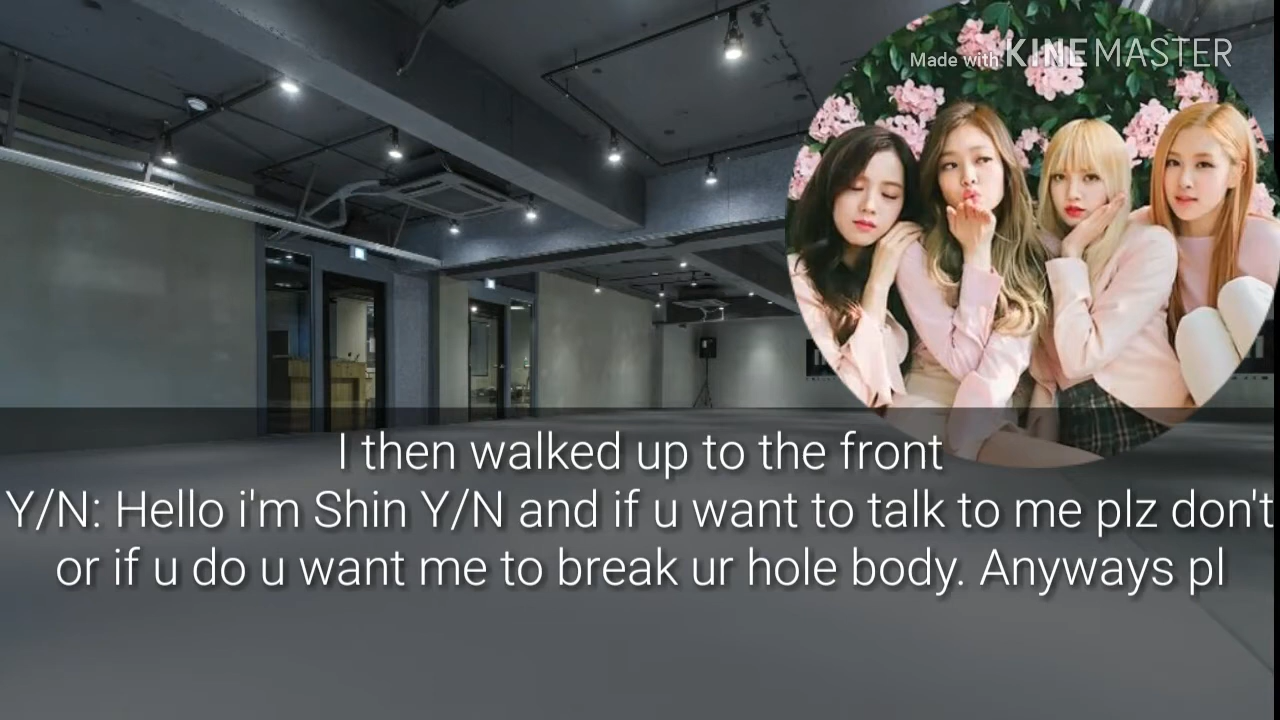 Made with KINEMASTER
I then walked up to the front
Y/N: Hello i'm Shin Y/N and if u want to talk to me plz don't
or if u do u want me to break ur hole body. Anyways pl